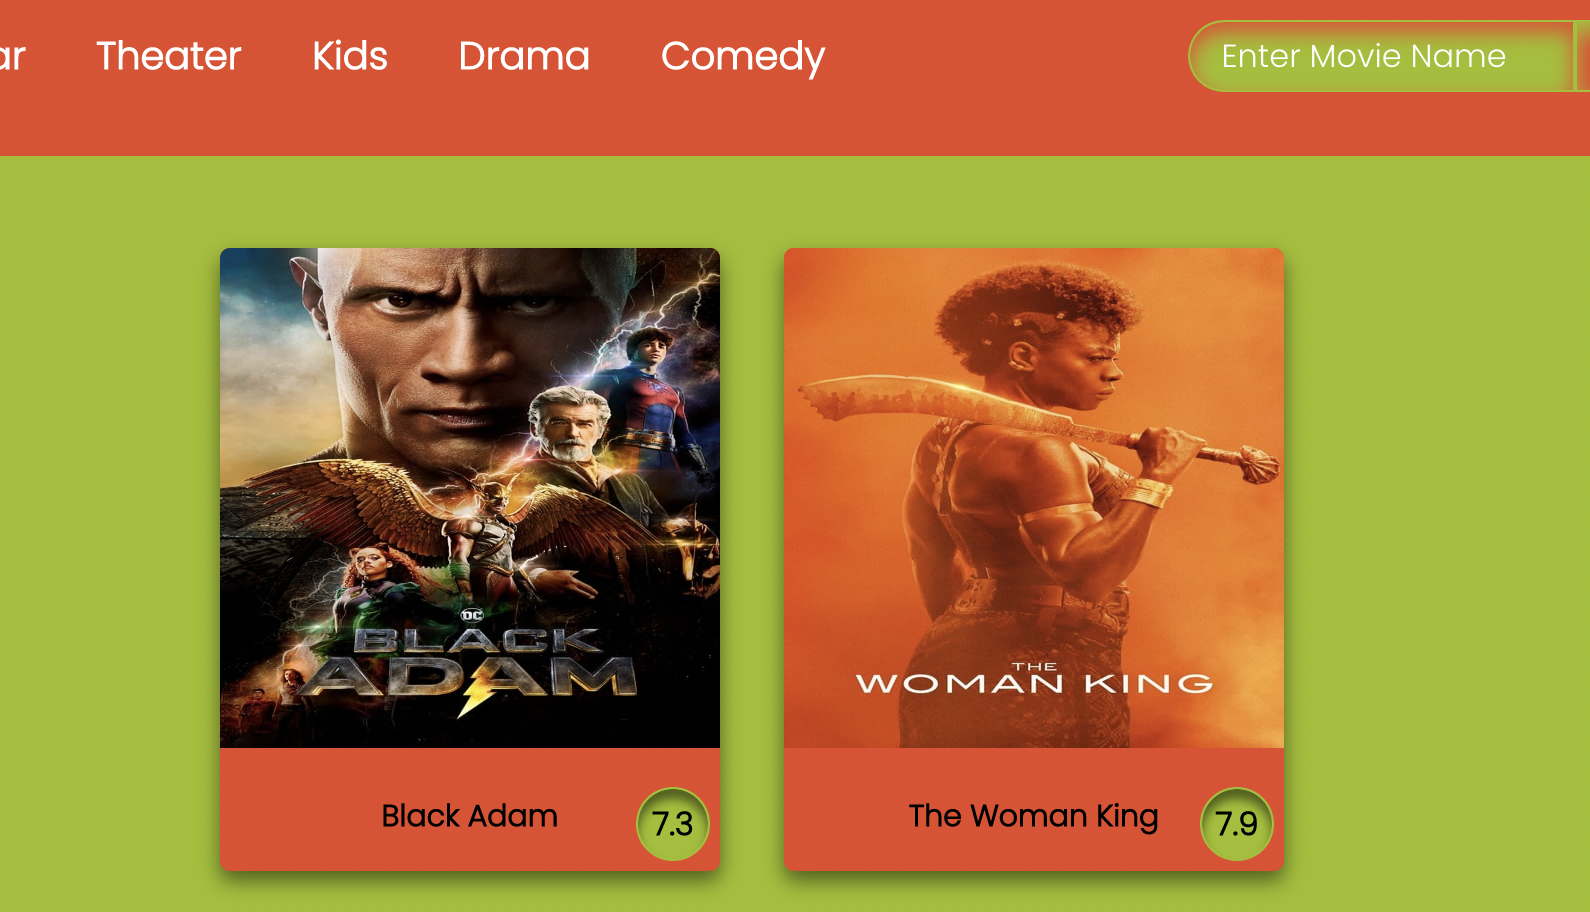 ar Theater Kids Drama Comedy Enter Movie Name
DC
BLACK
ADAM
THE
WOMAN KING
Black Adam 7.3
The Woman King 7.9